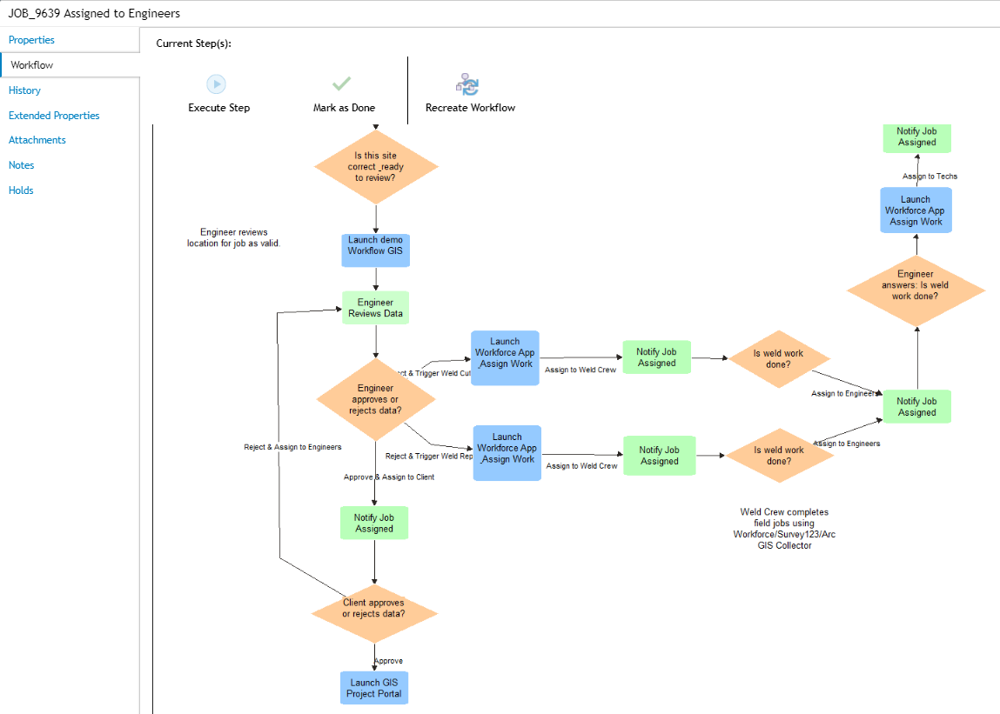 JOB_9639 Assigned to Engineers
Properties
Workflow
History
Extended Properties
Attachments
Notes
Holds
Current Step(s):
Execute Step
Mark as Done
Recreate Workflow
Is this site
correct _ready
to review?
Engineer reviews
location for job as valid.
Launch demo
Workflow GIS
Engineer
Reviews Data
Engineer
approves or
rejects data?
ct & Trigger Weld Cut
Launch
Workforce App
_Assign Work
Assign to Weld Crew
Notify Job
Assigned
Is weld work
done?
Assign to Engineers
Reject & Trigger Weld Rep
Launch
Workforce App
_Assign Work
Assign to Weld Crew
Notify Job
Assigned
Is weld work
done?
Assign to Engineers
Notify Job
Assigned
Engineer
answers: Is weld
work done?
Launch
Workforce App
Assign Work
Assign to Techs
Notify Job
Assigned
Weld Crew completes
field jobs using
Workforce/Survey123/Arc
GIS Collector
Reject & Assign to Engineers
Approve & Assign to Client
Notify Job
Assigned
Client approves
or rejects data?
Approve
Launch GIS
Project Portal